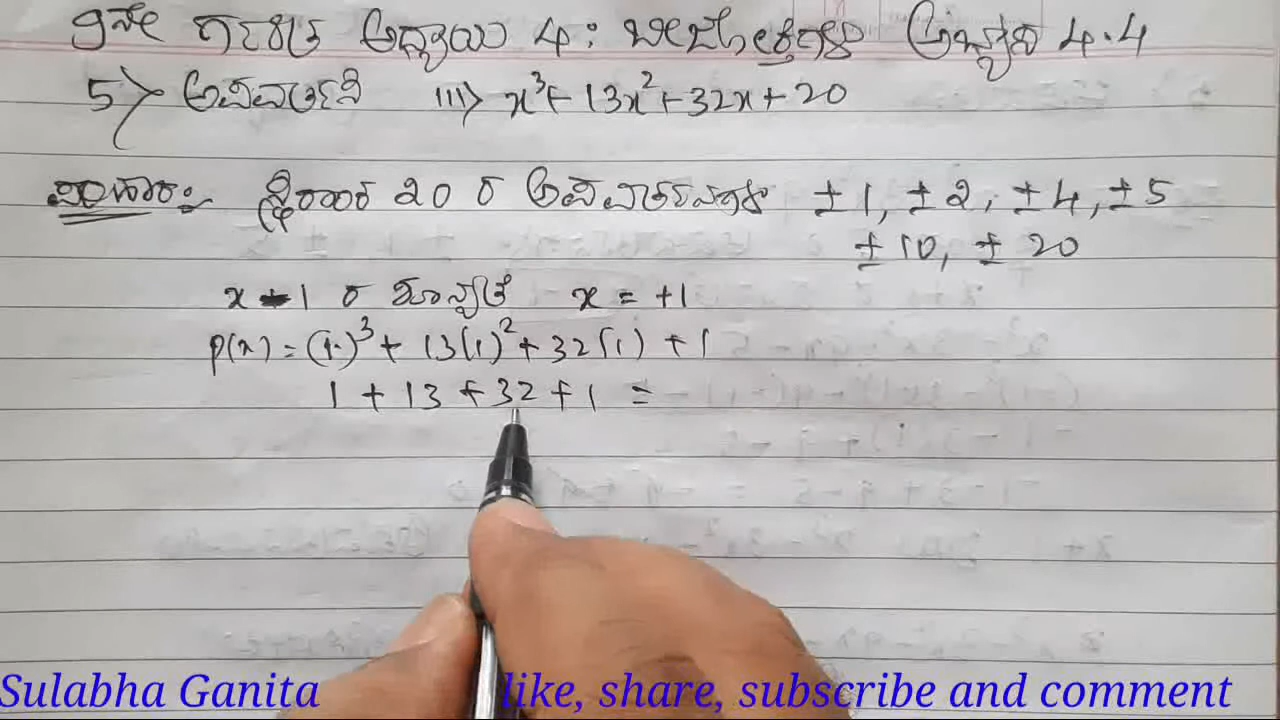 9ನೇ ಗಣಿತ ಅಧ್ಯಾಯ 4: ಬೀಜೋಕ್ತಿಗಳು ಅಭ್ಯಾಸ 4.4
5> ಅಪವರ್ತಿಸಿ III> x³+ 13x²+32x+20
ಪರಿಹಾರ: ಸ್ಥಿರಾಂಕ 20 ರ ಅಪವರ್ತನಗಳು ±1, ±2, ±4, ±5
±10, ± 20
x -1 ರ ಶೂನ್ಯತೆ x = +1
p(x) = (1)³+ 13(1)²+32(1) +1
1 + 13 +32 +1 =
Sulabha Ganita like, share, subscribe and comment